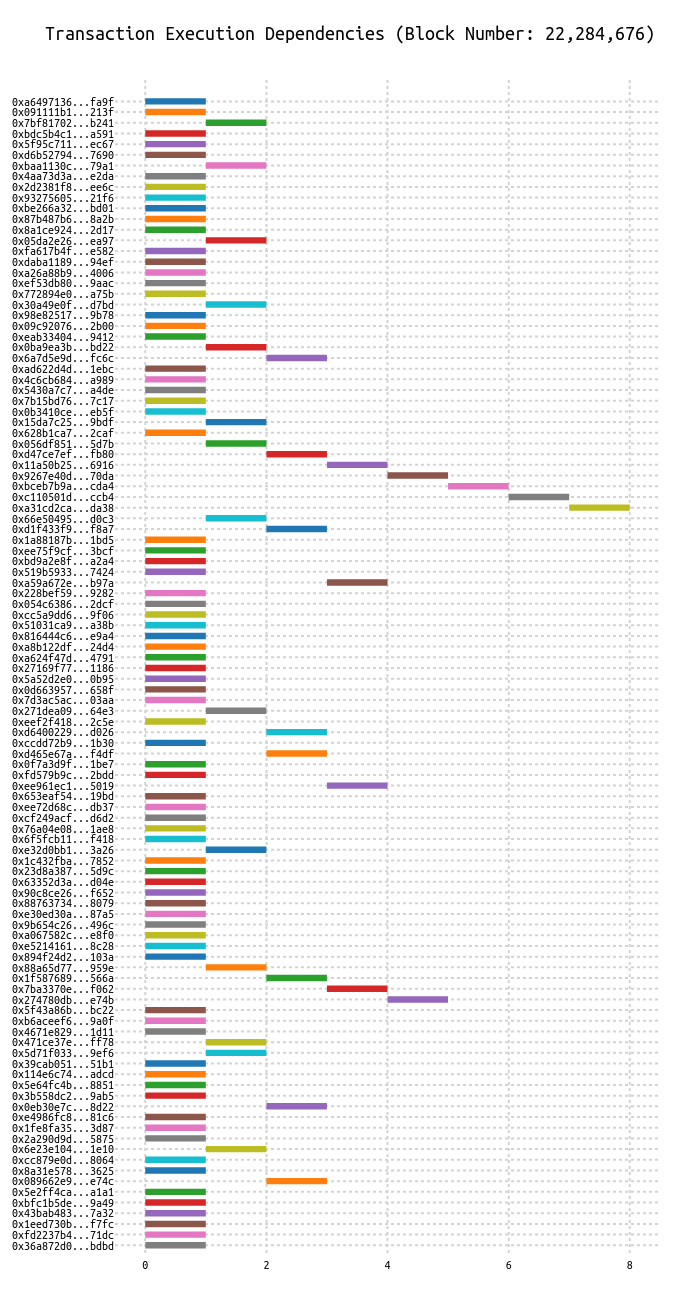 Transaction Execution Dependencies (Block Number: 22,284,676)
0xa6497136...fa9f
0x091111b1...213f
0x7bf81702...b241
0xbdc5b4c1...a591
0x5f95c711...ec67
0xd6b52794...7690
0xbaa1130c...79a1
0x4aa73d3a...e2da
0x2d2381f8...ee6c
0x93275605...21f6
0xbe266a32...bd01
0x87b487b6...8a2b
0x8a1ce924...2d17
0x05da2e26...ea97
0xfa617b4f...e582
0xdaba1189...94ef
0xa26a88b9...4006
0xef53db80...9aac
0x772894e0...a75b
0x30a49e0f...d7bd
0x98e82517...9b78
0x09c92076...2b00
0xeab33404...9412
0x0ba9ea3b...bd22
0x6a7d5e9d...fc6c
0xad622d4d...1ebc
0x4c6cb684...a989
0x5430a7c7...a4de
0x7b15bd76...7c17
0x0b3410ce...eb5f
0x15da7c25...9bdf
0x628b1ca7...2caf
0x056df851...5d7b
0xd47ce7ef...fb80
0x11a50b25...6916
0x9267e40d...70da
0xbceb7b9a...cda4
0xc110501d...ccb4
0xa31cd2ca...da38
0x66e50495...d0c3
0xd1f433f9...f8a7
0x1a88187b...1bd5
0xee75f9cf...3bcf
0xbd9a2e8f...a2a4
0x519b5933...7424
0xa59a672e...b97a
0x228bef59...9282
0x054c6386...2dcf
0xcc5a9dd6...9f06
0x51031ca9...a38b
0x816444c6...e9a4
0xa8b122df...24d4
0xa624f47d...4791
0x27169f77...1186
0x5a52d2e0...0b95
0x0d663957...658f
0x7d3ac5ac...03aa
0x271dea09...64e3
0xeef2f418...2c5e
0xd6400229...d026
0xccdd72b9...1b30
0xd465e67a...f4df
0x0f7a3d9f...1be7
0xfd579b9c...2bdd
0xee961ec1...5019
0x653eaf54...19bd
0xee72d68c...db37
0xcf249acf...d6d2
0x76a04e08...1ae8
0x6f5fcb11...f418
0xe32d0bb1...3a26
0x1c432fba...7852
0x23d8a387...5d9c
0x63352d3a...d04e
0x90c8ce26...f652
0x88763734...8079
0xe30ed30a...87a5
0x9b654c26...496c
0xa067582c...e8f0
0xe5214161...8c28
0x894f24d2...103a
0x88a65d77...959e
0x1f587689...566a
0x7ba3370e...f062
0x274780db...e74b
0x5f43a86b...bc22
0xb6aceef6...9a0f
0x4671e829...1d11
0x471ce37e...ff78
0x5d71f033...9ef6
0x39cab051...51b1
0x114e6c74...adcd
0x5e64fc4b...8851
0x3b558dc2...9ab5
0x0eb30e7c...8d22
0xe4986fc8...81c6
0x1fe8fa35...3d87
0x2a290d9d...5875
0x6e23e104...1e10
0xcc879e0d...8064
0x8a31e578...3625
0x089662e9...e74c
0x5e2ff4ca...a1a1
0xbfc1b5de...9a49
0x43bab483...7a32
0x1eed730b...f7fc
0xfd2237b4...71dc
0x36a872d0...bdbd
0 2 4 6 8